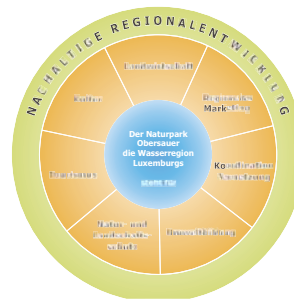 NACHHALTIGE REGIONALENTWICKLUNG
Landwirtschaft
Kultur
Regionales
Marketing
Der Naturpark
Obersauer
die Wasserregion
Luxemburgs
steht für
Koordination
Vernetzung
Tourismus
Natur- und
Landschafts-
schutz
Umweltbildung